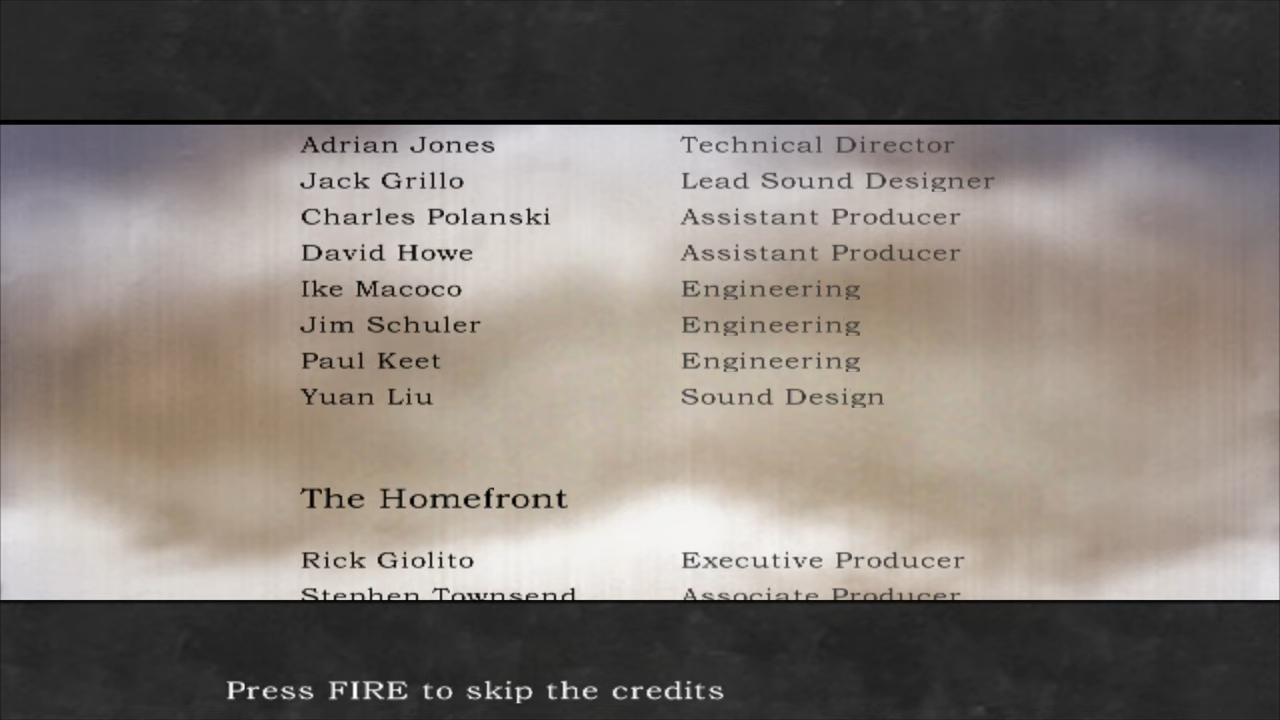 Adrian Jones Technical Director
Jack Grillo Lead Sound Designer
Charles Polanski Assistant Producer
David Howe Assistant Producer
Ike Macoco Engineering
Jim Schuler Engineering
Paul Keet Engineering
Yuan Liu Sound Design
The Homefront
Rick Giolito Executive Producer
Stephen Townsend Associate Producer
Press FIRE to skip the credits